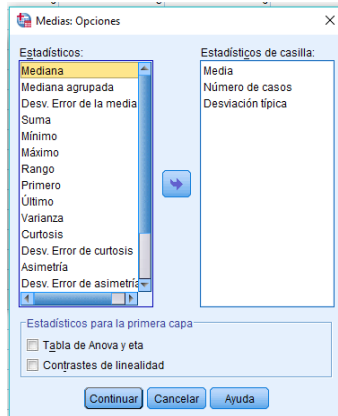 Medias: Opciones
Estadísticos:
Mediana
Mediana agrupada
Desv. Error de la media
Suma
Mínimo
Máximo
Rango
Primero
Último
Varianza
Curtosis
Desv. Error de curtosis
Asimetría
Desv. Error de asimetría
Estadísticos de casilla:
Media
Número de casos
Desviación típica
Estadísticos para la primera capa
Tabla de Anova y eta
Contrastes de linealidad
Continuar Cancelar Ayuda